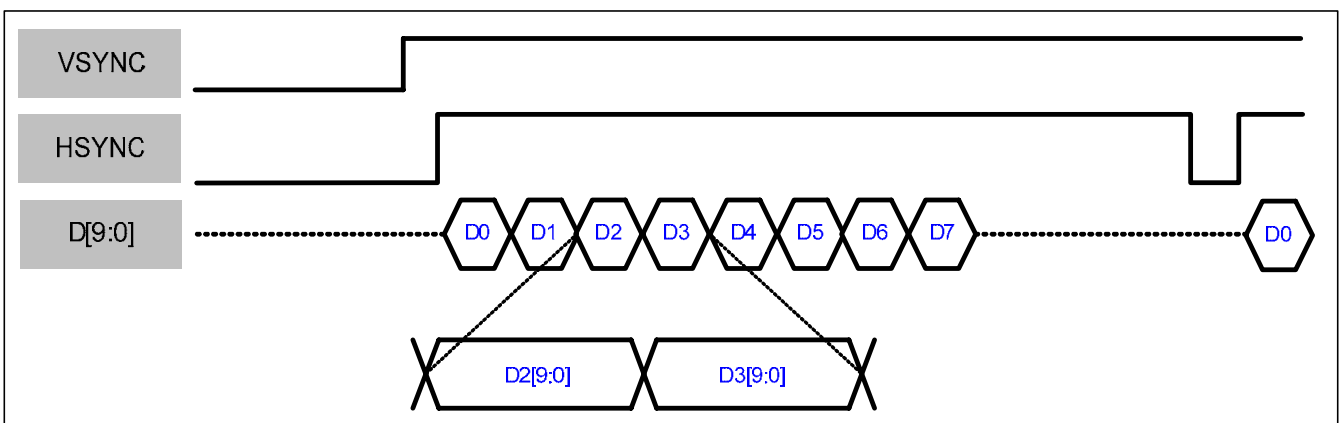 VSYNC
HSYNC
D[9:0] D0 D1 D2 D3 D4 D5 D6 D7 D0
D2[9:0] D3[9:0]